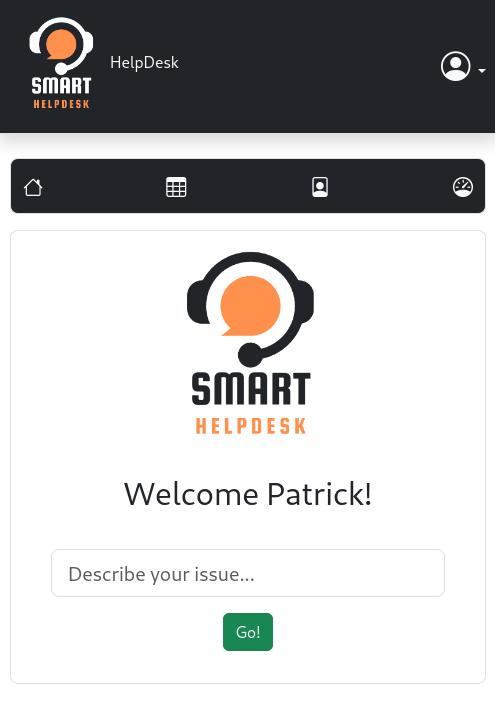 SMART
HELPDESK
HelpDesk
SMART
HELPDESK
Welcome Patrick!
Describe your issue...
Go!